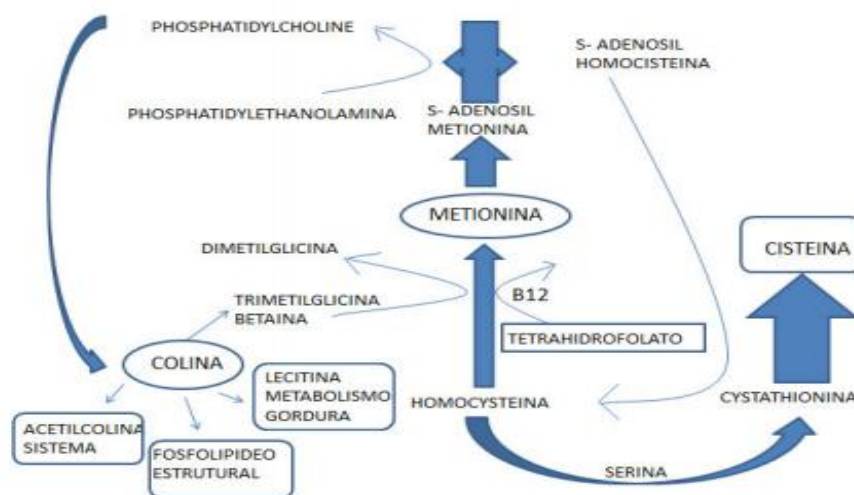 PHOSPHATIDYLCHOLINE
S- ADENOSIL
HOMOCISTEINA
PHOSPHATIDYLETHANOLAMINA
S- ADENOSIL
METIONINA
METIONINA
CISTEINA
DIMETILGLICINA
TRIMETILGLICINA
BETAINA
B12
TETRAHIDROFOLATO
COLINA
LECITINA
METABOLISMO
GORDURA
HOMOCYSTEINA
CYSTATHIONINA
ACETILCOLINA
SISTEMA
FOSFOLIPIDEO
ESTRUTURAL
SERINA